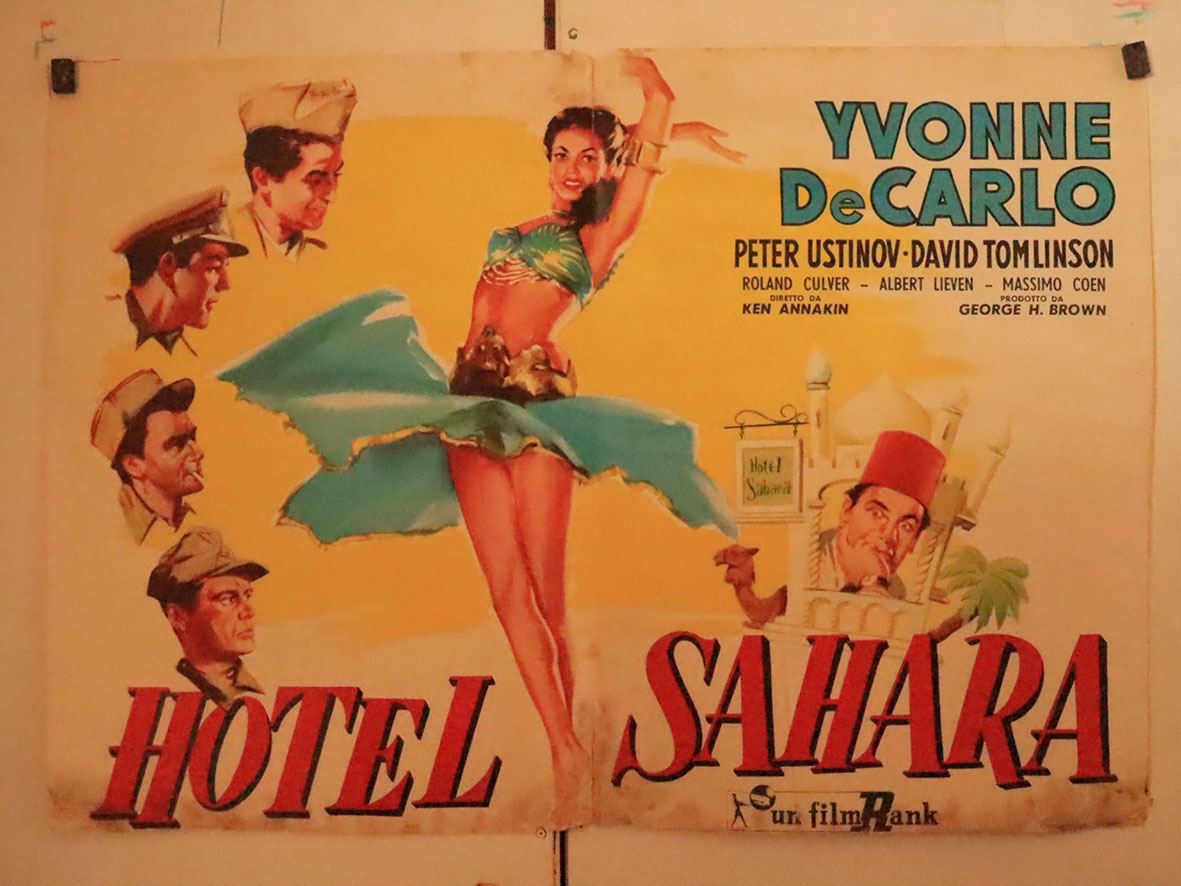 YVONNE
DeCARLO
PETER USTINOV · DAVID TOMLINSON
ROLAND CULVER – ALBERT LIEVEN – MASSIMO COEN
DIRETTO DA
KEN ANNAKIN
PRODOTTO DA
GEORGE H. BROWN
Hotel
Sahara
HOTEL SAHARA
un film Rank